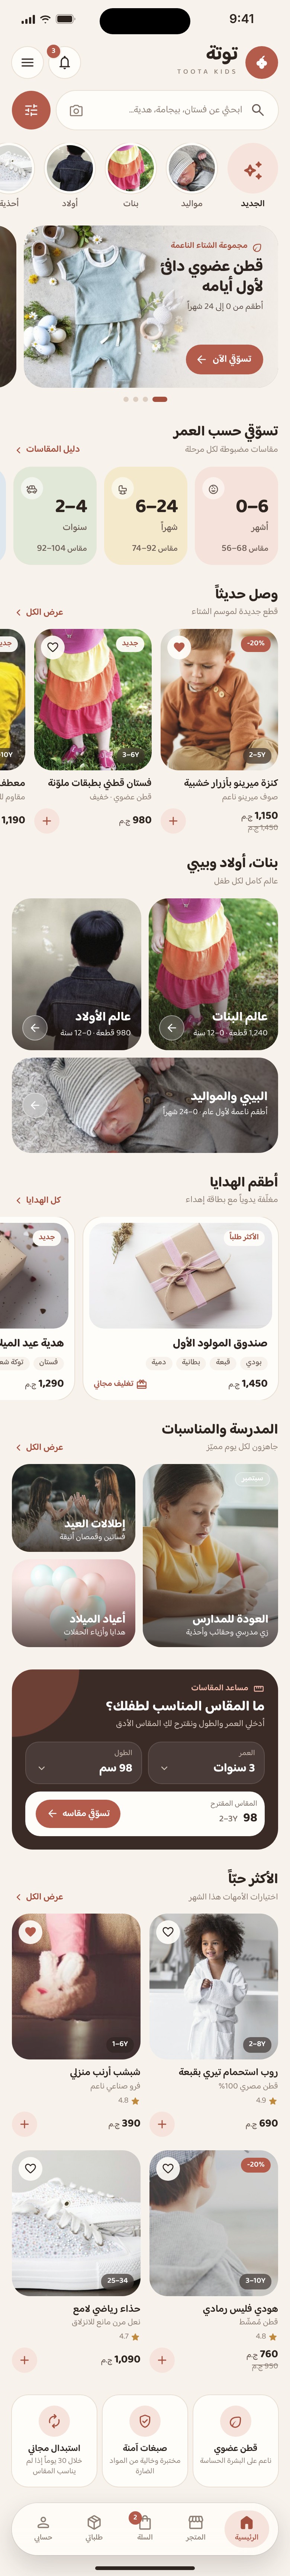 9:41
توتة
TOOTA KIDS
3
ابحثي عن فستان، بيجامة، هدية...
الجديد
مواليد
بنات
أولاد
أحذية
مجموعة الشتاء الناعمة
قطن عضوي دافئ
لأول أيامه
أطقم من 0 إلى 24 شهراً
تسوّقي الآن
تسوّقي حسب العمر
مقاسات مضبوطة لكل مرحلة
دليل المقاسات
0–6
أشهر
مقاس 56–68
6–24
شهراً
مقاس 74–92
2–4
سنوات
مقاس 92–104
وصل حديثاً
قطع جديدة لموسم الشتاء
عرض الكل
-20%
2–5Y
كنزة ميرينو بأزرار خشبية
صوف ميرينو ناعم
1,150 ج.م
1,450 ج.م
جديد
3–6Y
فستان قطني بطبقات ملوّنة
قطن عضوي · خفيف
980 ج.م
1,190
بنات، أولاد وبيبي
عالم كامل لكل طفل
عالم البنات
1,240 قطعة · 0–12 سنة
عالم الأولاد
980 قطعة · 0–12 سنة
البيبي والمواليد
أطقم ناعمة لأول عام · 0–24 شهراً
أطقم الهدايا
مغلّفة يدوياً مع بطاقة إهداء
كل الهدايا
الأكثر طلباً
صندوق المولود الأول
بودي
قبعة
بطانية
دمية
1,450 ج.م
تغليف مجاني
جديد
هدية عيد
فستان
1,290 ج.م
المدرسة والمناسبات
جاهزون لكل يوم مميّز
عرض الكل
سبتمبر
العودة للمدارس
زي مدرسي وحقائب وأحذية
إطلالات العيد
فساتين وقمصان أنيقة
أعياد الميلاد
هدايا وأزياء الحفلات
مساعد المقاسات
ما المقاس المناسب لطفلك؟
أدخلي العمر والطول ونقترح لكِ المقاس الأدق
العمر
3 سنوات
الطول
98 سم
المقاس المقترح
98 2–3Y
تسوّقي مقاسه
الأكثر حبّاً
اختيارات الأمهات هذا الشهر
عرض الكل
2–8Y
روب استحمام تيري بقبعة
قطن مصري 100%
4.9
690 ج.م
1–6Y
شبشب أرنب منزلي
فرو صناعي ناعم
4.8
390 ج.م
-20%
3–10Y
هودي فليس رمادي
قطن مُمشّط
4.8
760 ج.م
950 ج.م
25–34
حذاء رياضي لامع
نعل مرن مانع للانزلاق
4.7
1,090 ج.م
قطن عضوي
ناعم على البشرة الحساسة
صبغات آمنة
مختبرة وخالية من المواد
الضارة
استبدال مجاني
خلال 30 يوماً إذا لم
يناسب المقاس
الرئيسية
المتجر
2
السلة
طلباتي
حسابي